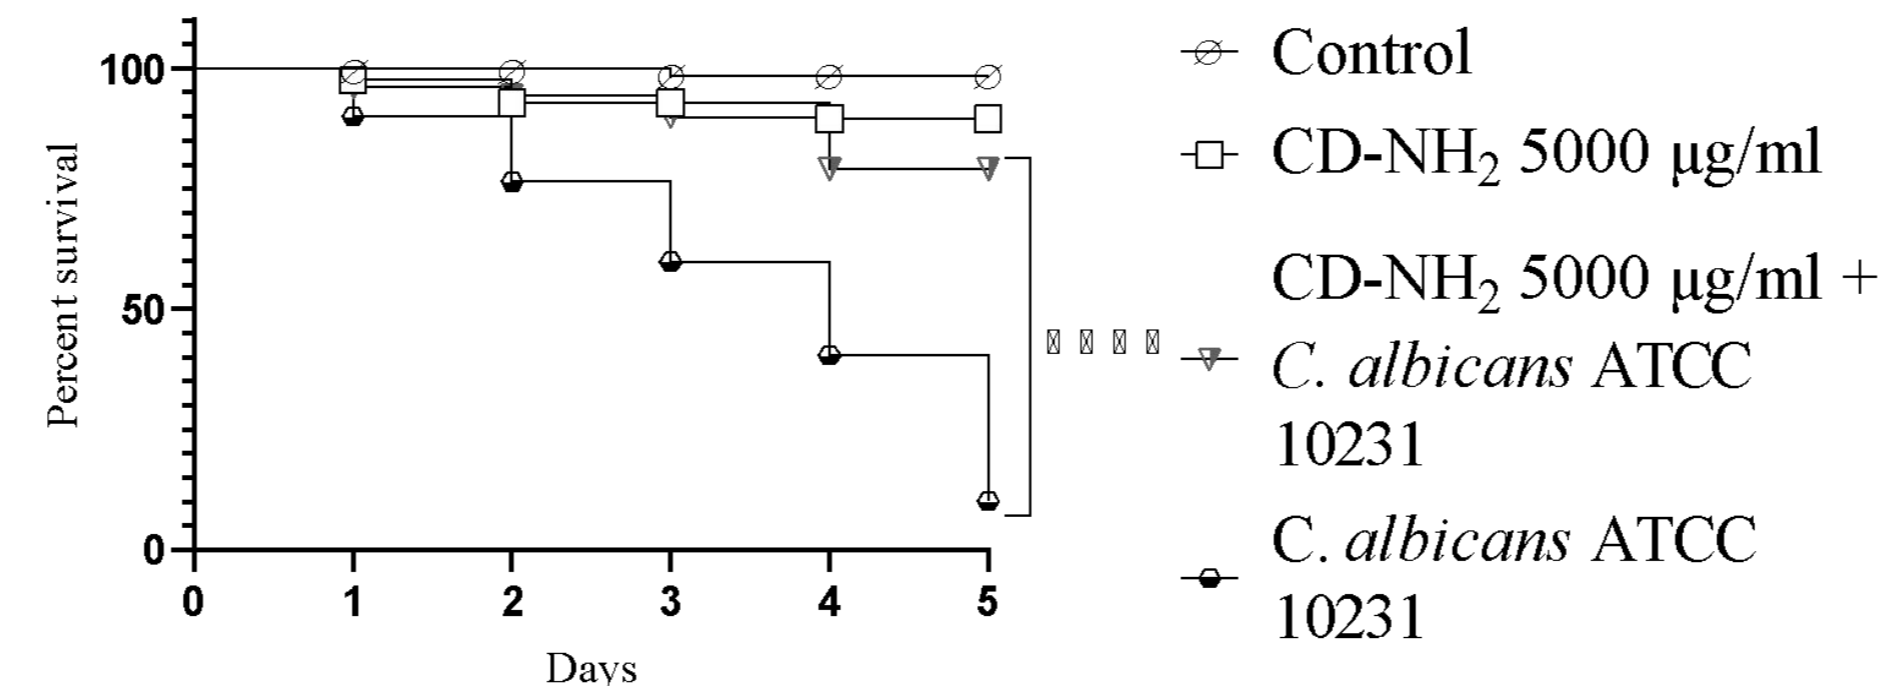 100
50
0
Percent survival
0 1 2 3 4 5
Days
Control
CD-NH₂ 5000 μg/ml
CD-NH₂ 5000 μg/ml +
C. albicans ATCC
10231
C. albicans ATCC
10231